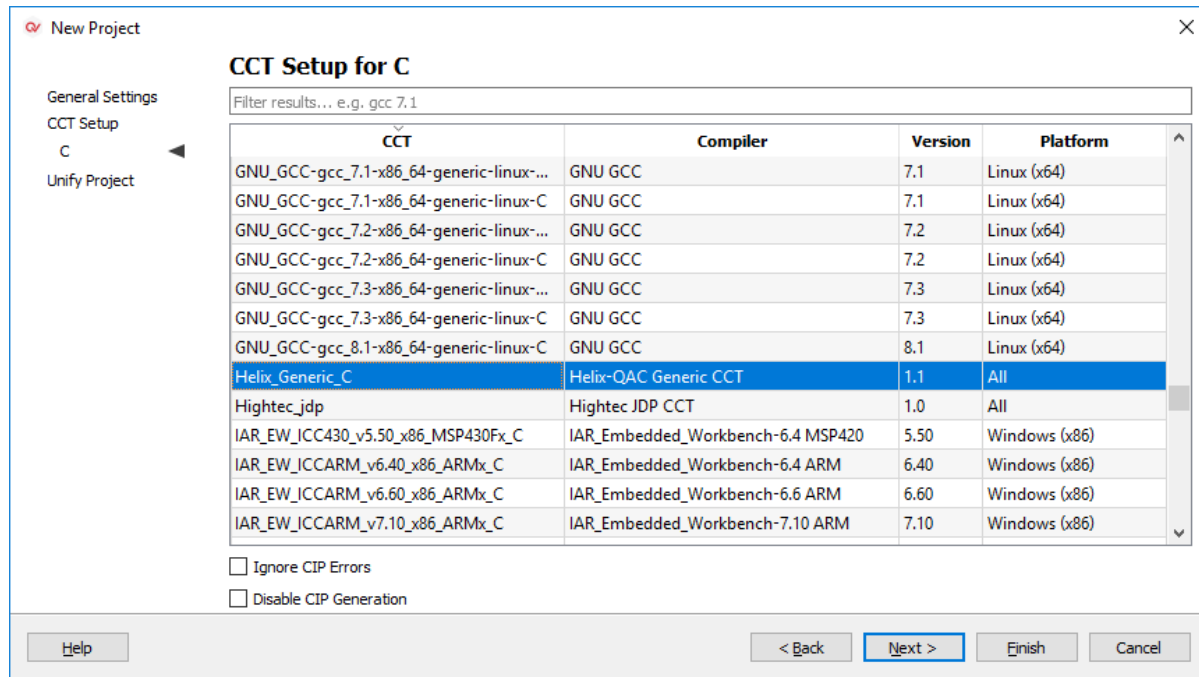 New Project
CCT Setup for C
General Settings
CCT Setup
C
Unify Project
Filter results... e.g. gcc 7.1
CCT Compiler Version Platform
GNU_GCC-gcc_7.1-x86_64-generic-linux-... GNU GCC 7.1 Linux (x64)
GNU_GCC-gcc_7.1-x86_64-generic-linux-C GNU GCC 7.1 Linux (x64)
GNU_GCC-gcc_7.2-x86_64-generic-linux-... GNU GCC 7.2 Linux (x64)
GNU_GCC-gcc_7.2-x86_64-generic-linux-C GNU GCC 7.2 Linux (x64)
GNU_GCC-gcc_7.3-x86_64-generic-linux-... GNU GCC 7.3 Linux (x64)
GNU_GCC-gcc_7.3-x86_64-generic-linux-C GNU GCC 7.3 Linux (x64)
GNU_GCC-gcc_8.1-x86_64-generic-linux-C GNU GCC 8.1 Linux (x64)
Helix_Generic_C Helix-QAC Generic CCT 1.1 All
Hightec_jdp Hightec JDP CCT 1.0 All
IAR_EW_ICC430_v5.50_x86_MSP430Fx_C IAR_Embedded_Workbench-6.4 MSP420 5.50 Windows (x86)
IAR_EW_ICCARM_v6.40_x86_ARMx_C IAR_Embedded_Workbench-6.4 ARM 6.40 Windows (x86)
IAR_EW_ICCARM_v6.60_x86_ARMx_C IAR_Embedded_Workbench-6.6 ARM 6.60 Windows (x86)
IAR_EW_ICCARM_v7.10_x86_ARMx_C IAR_Embedded_Workbench-7.10 ARM 7.10 Windows (x86)
Ignore CIP Errors
Disable CIP Generation
Help < Back Next > Finish Cancel